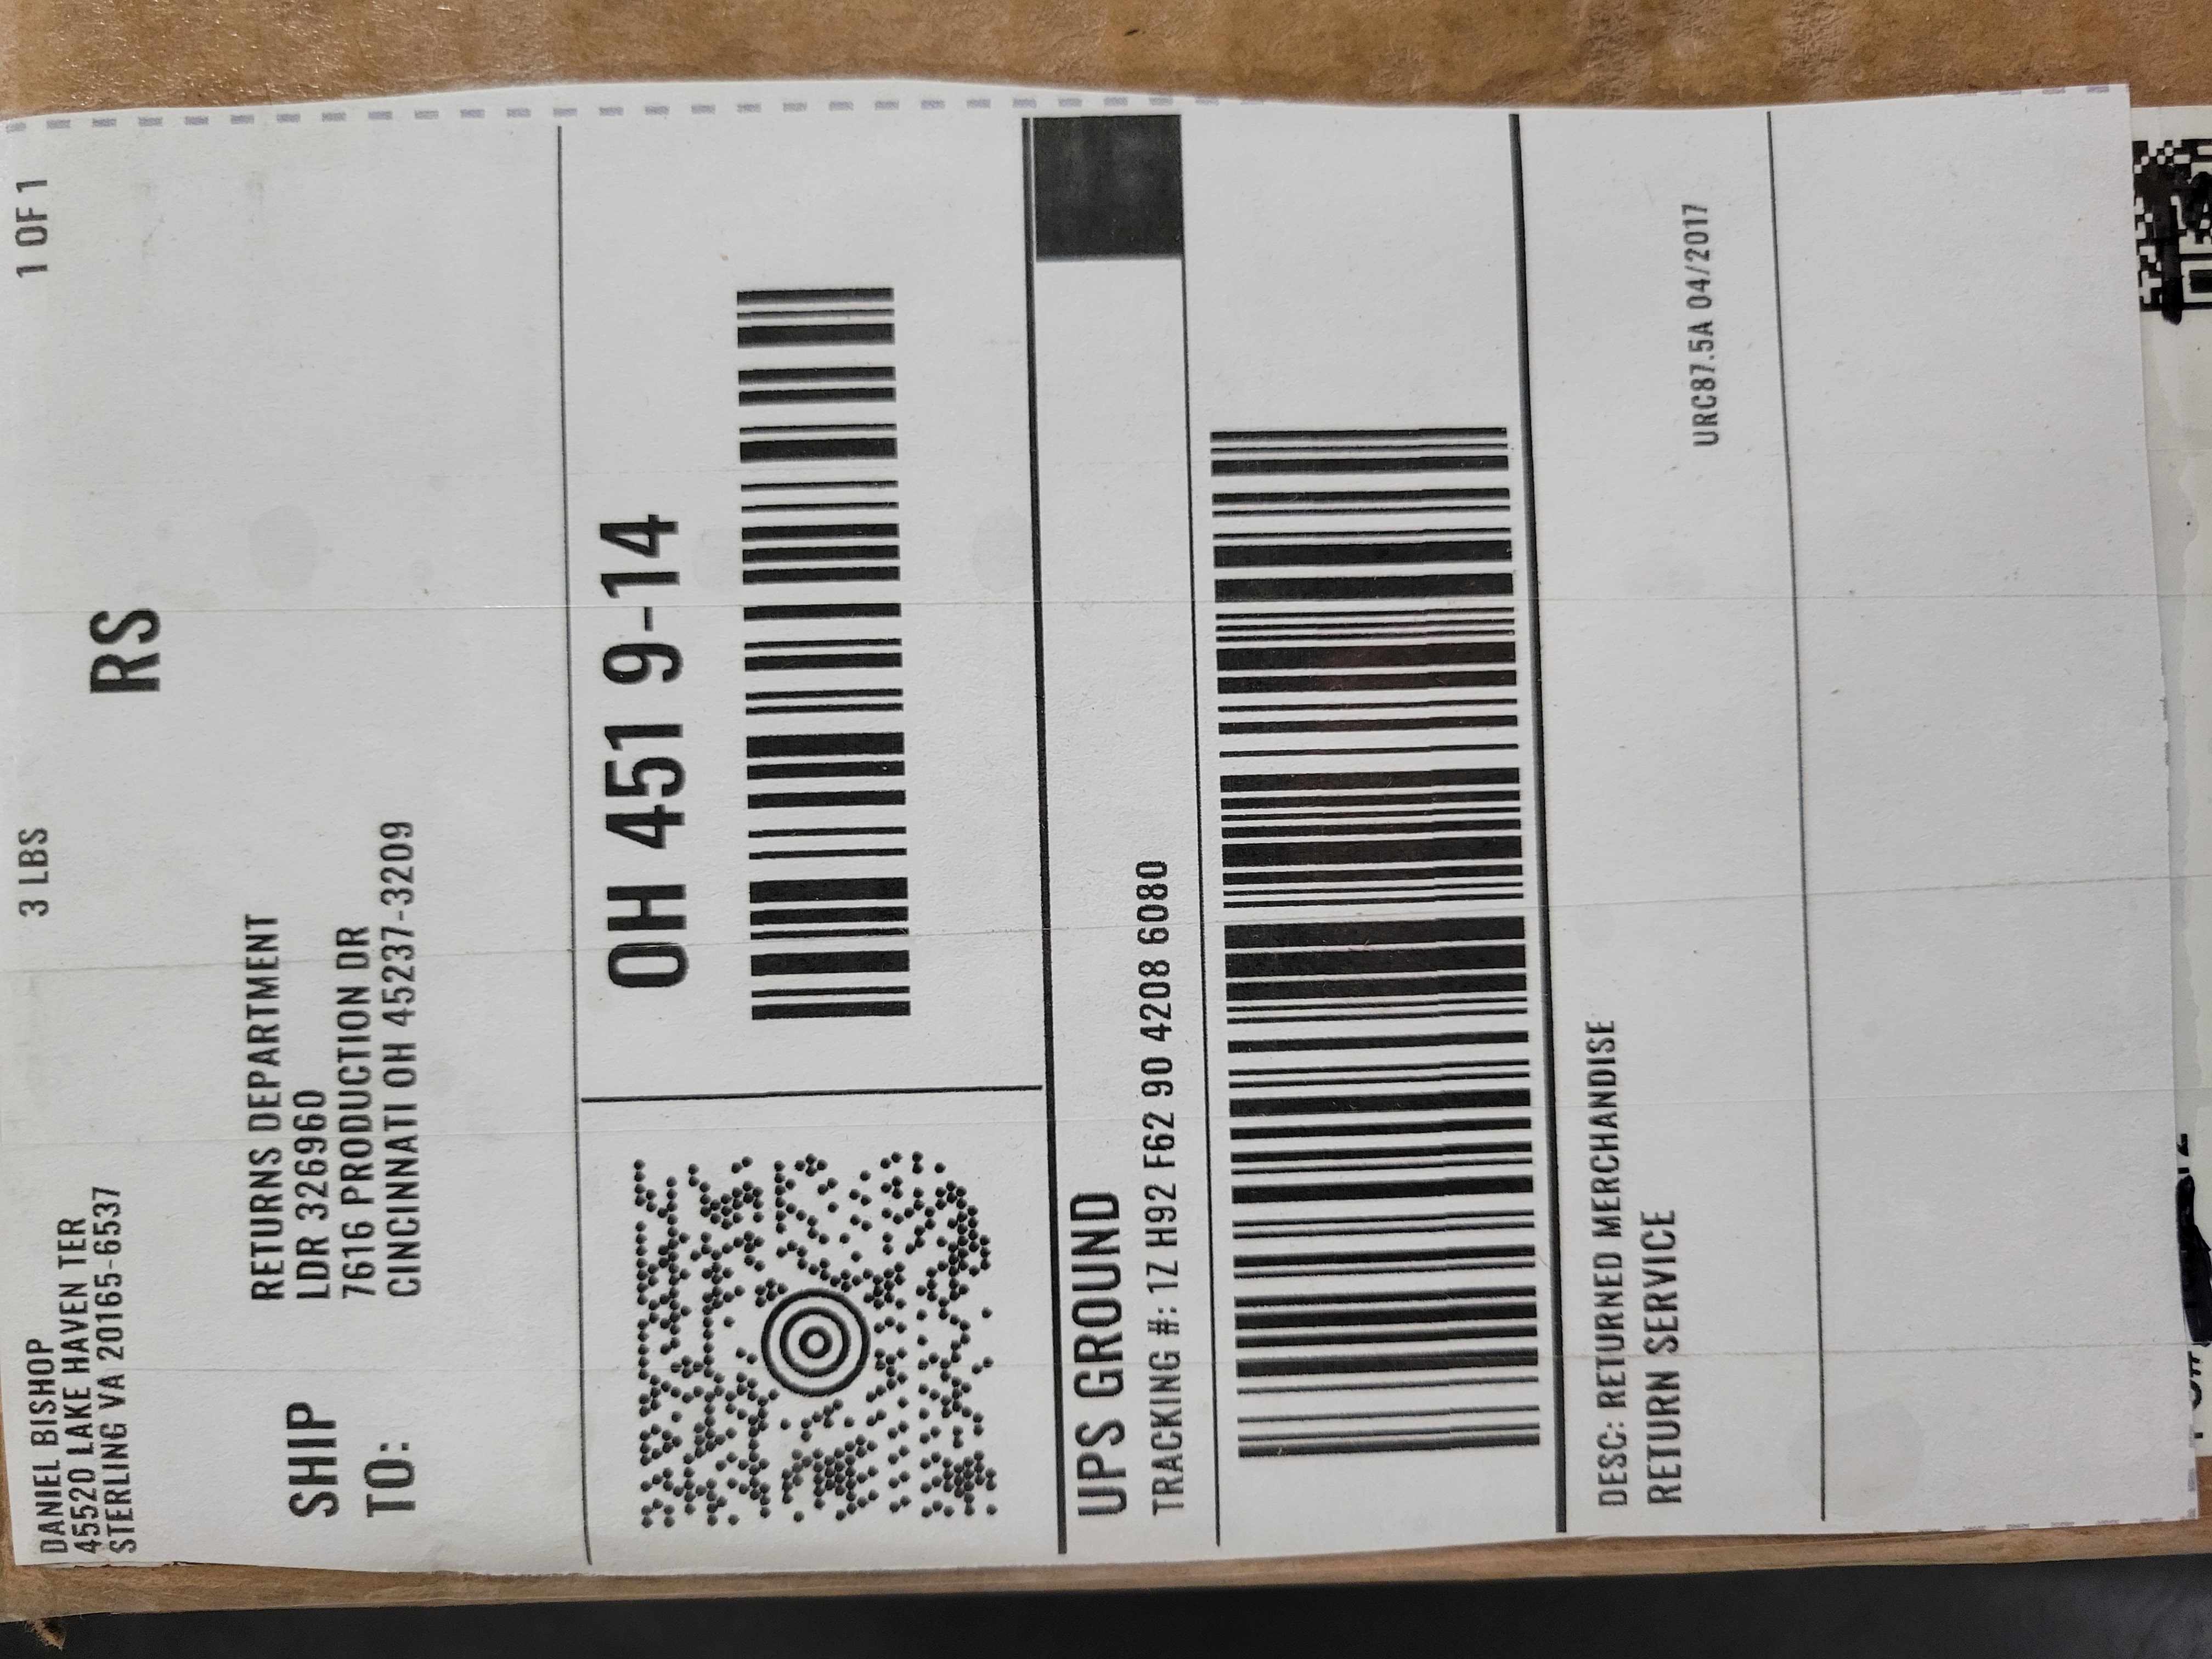 DANIEL BISHOP
45520 LAKE HAVEN TER
STERLING VA 20165-6537
3 LBS
1 OF 1
RS
SHIP
TO:
RETURNS DEPARTMENT
LDR 326960
7616 PRODUCTION DR
CINCINNATI OH 45237-3209
OH 451 9-14
UPS GROUND
TRACKING #: 1Z H92 F62 90 4208 6080
DESC: RETURNED MERCHANDISE
RETURN SERVICE
URC87.5A 04/2017